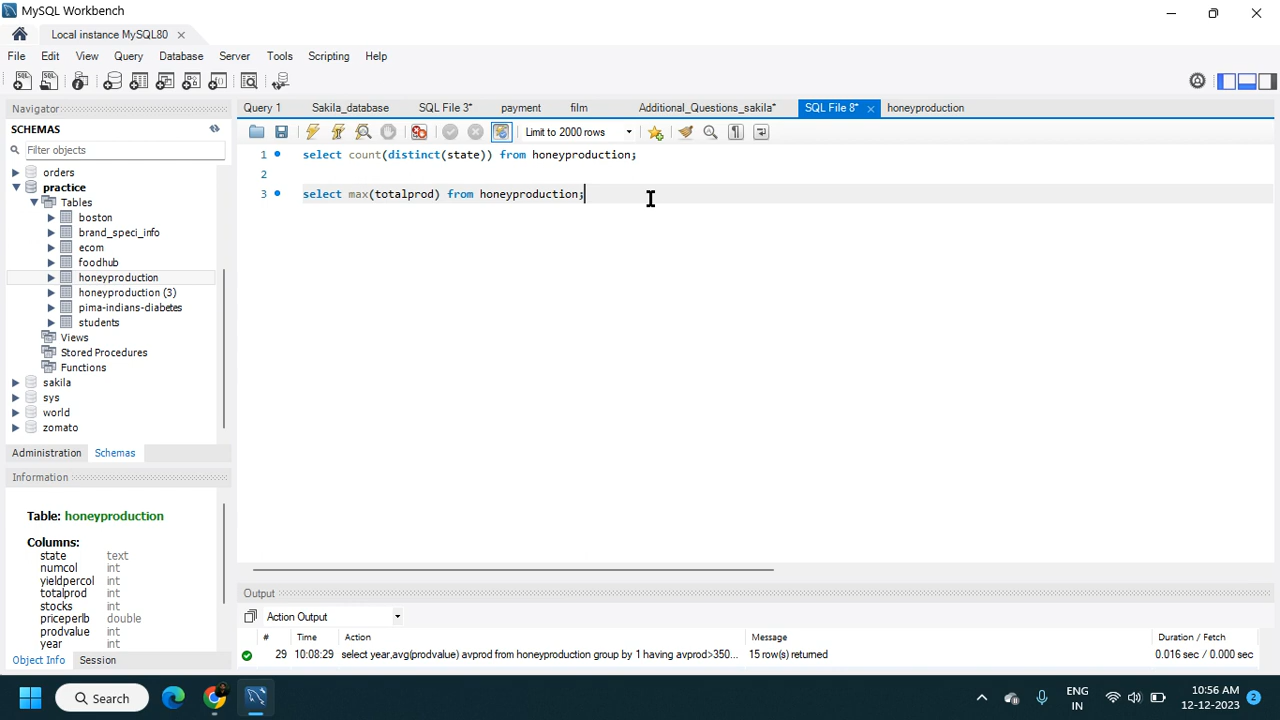 MySQL Workbench
Local instance MySQL80
File Edit View Query Database Server Tools Scripting Help
Navigator
SCHEMAS
Filter objects
orders
practice
Tables
boston
brand_speci_info
ecom
foodhub
honeyproduction
honeyproduction (3)
pima-indians-diabetes
students
Views
Stored Procedures
Functions
sakila
sys
world
zomato
Administration Schemas
Information
Table: honeyproduction
Columns:
state text
numcol int
yieldpercol int
totalprod int
stocks int
priceperlb double
prodvalue int
year int
Object Info Session
Query 1 Sakila_database SQL File 3* payment film Additional_Questions_sakila* SQL File 8* honeyproduction
Limit to 2000 rows
1 select count(distinct(state)) from honeyproduction;
2
3 select max(totalprod) from honeyproduction;
Output
Action Output
# Time Action Message Duration / Fetch
29 10:08:29 select year,avg(prodvalue) avprod from honeyproduction group by 1 having avprod>350... 15 row(s) returned 0.016 sec / 0.000 sec
Search
ENG
IN
10:56 AM
12-12-2023
2